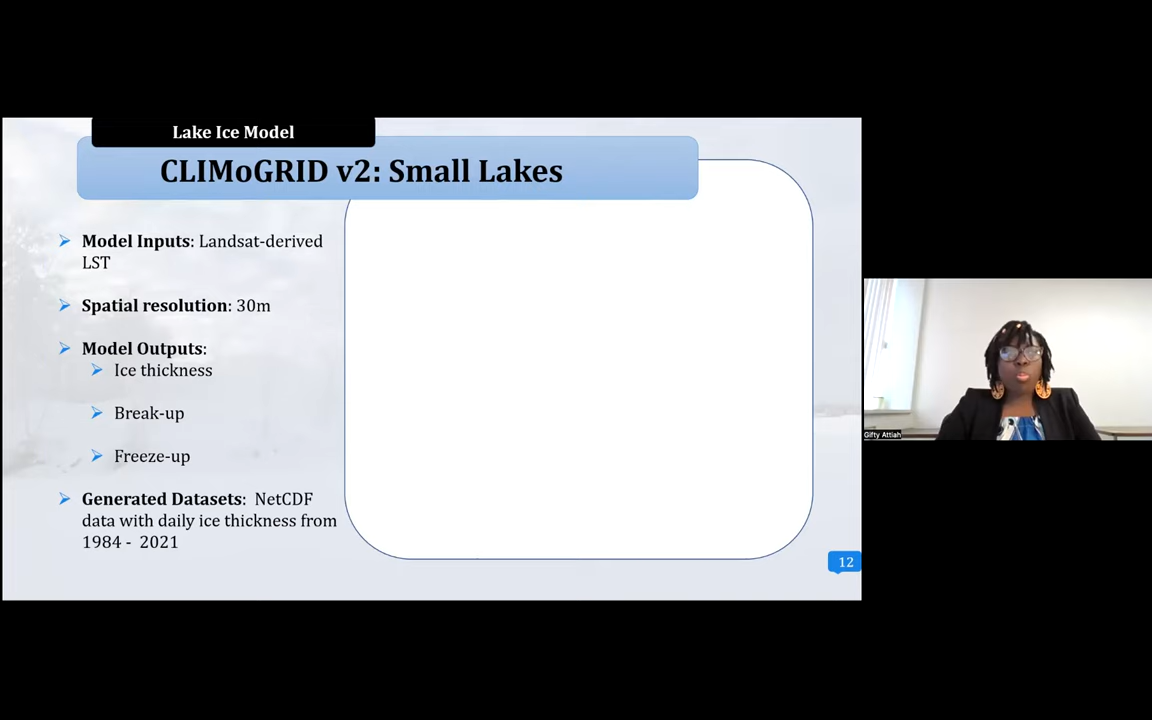 Lake Ice Model
CLIMoGRID v2: Small Lakes
Model Inputs: Landsat-derived
LST
Spatial resolution: 30m
Model Outputs:
Ice thickness
Break-up
Freeze-up
Generated Datasets:  NetCDF
data with daily ice thickness from
1984 -  2021
12
Gifty Attiah